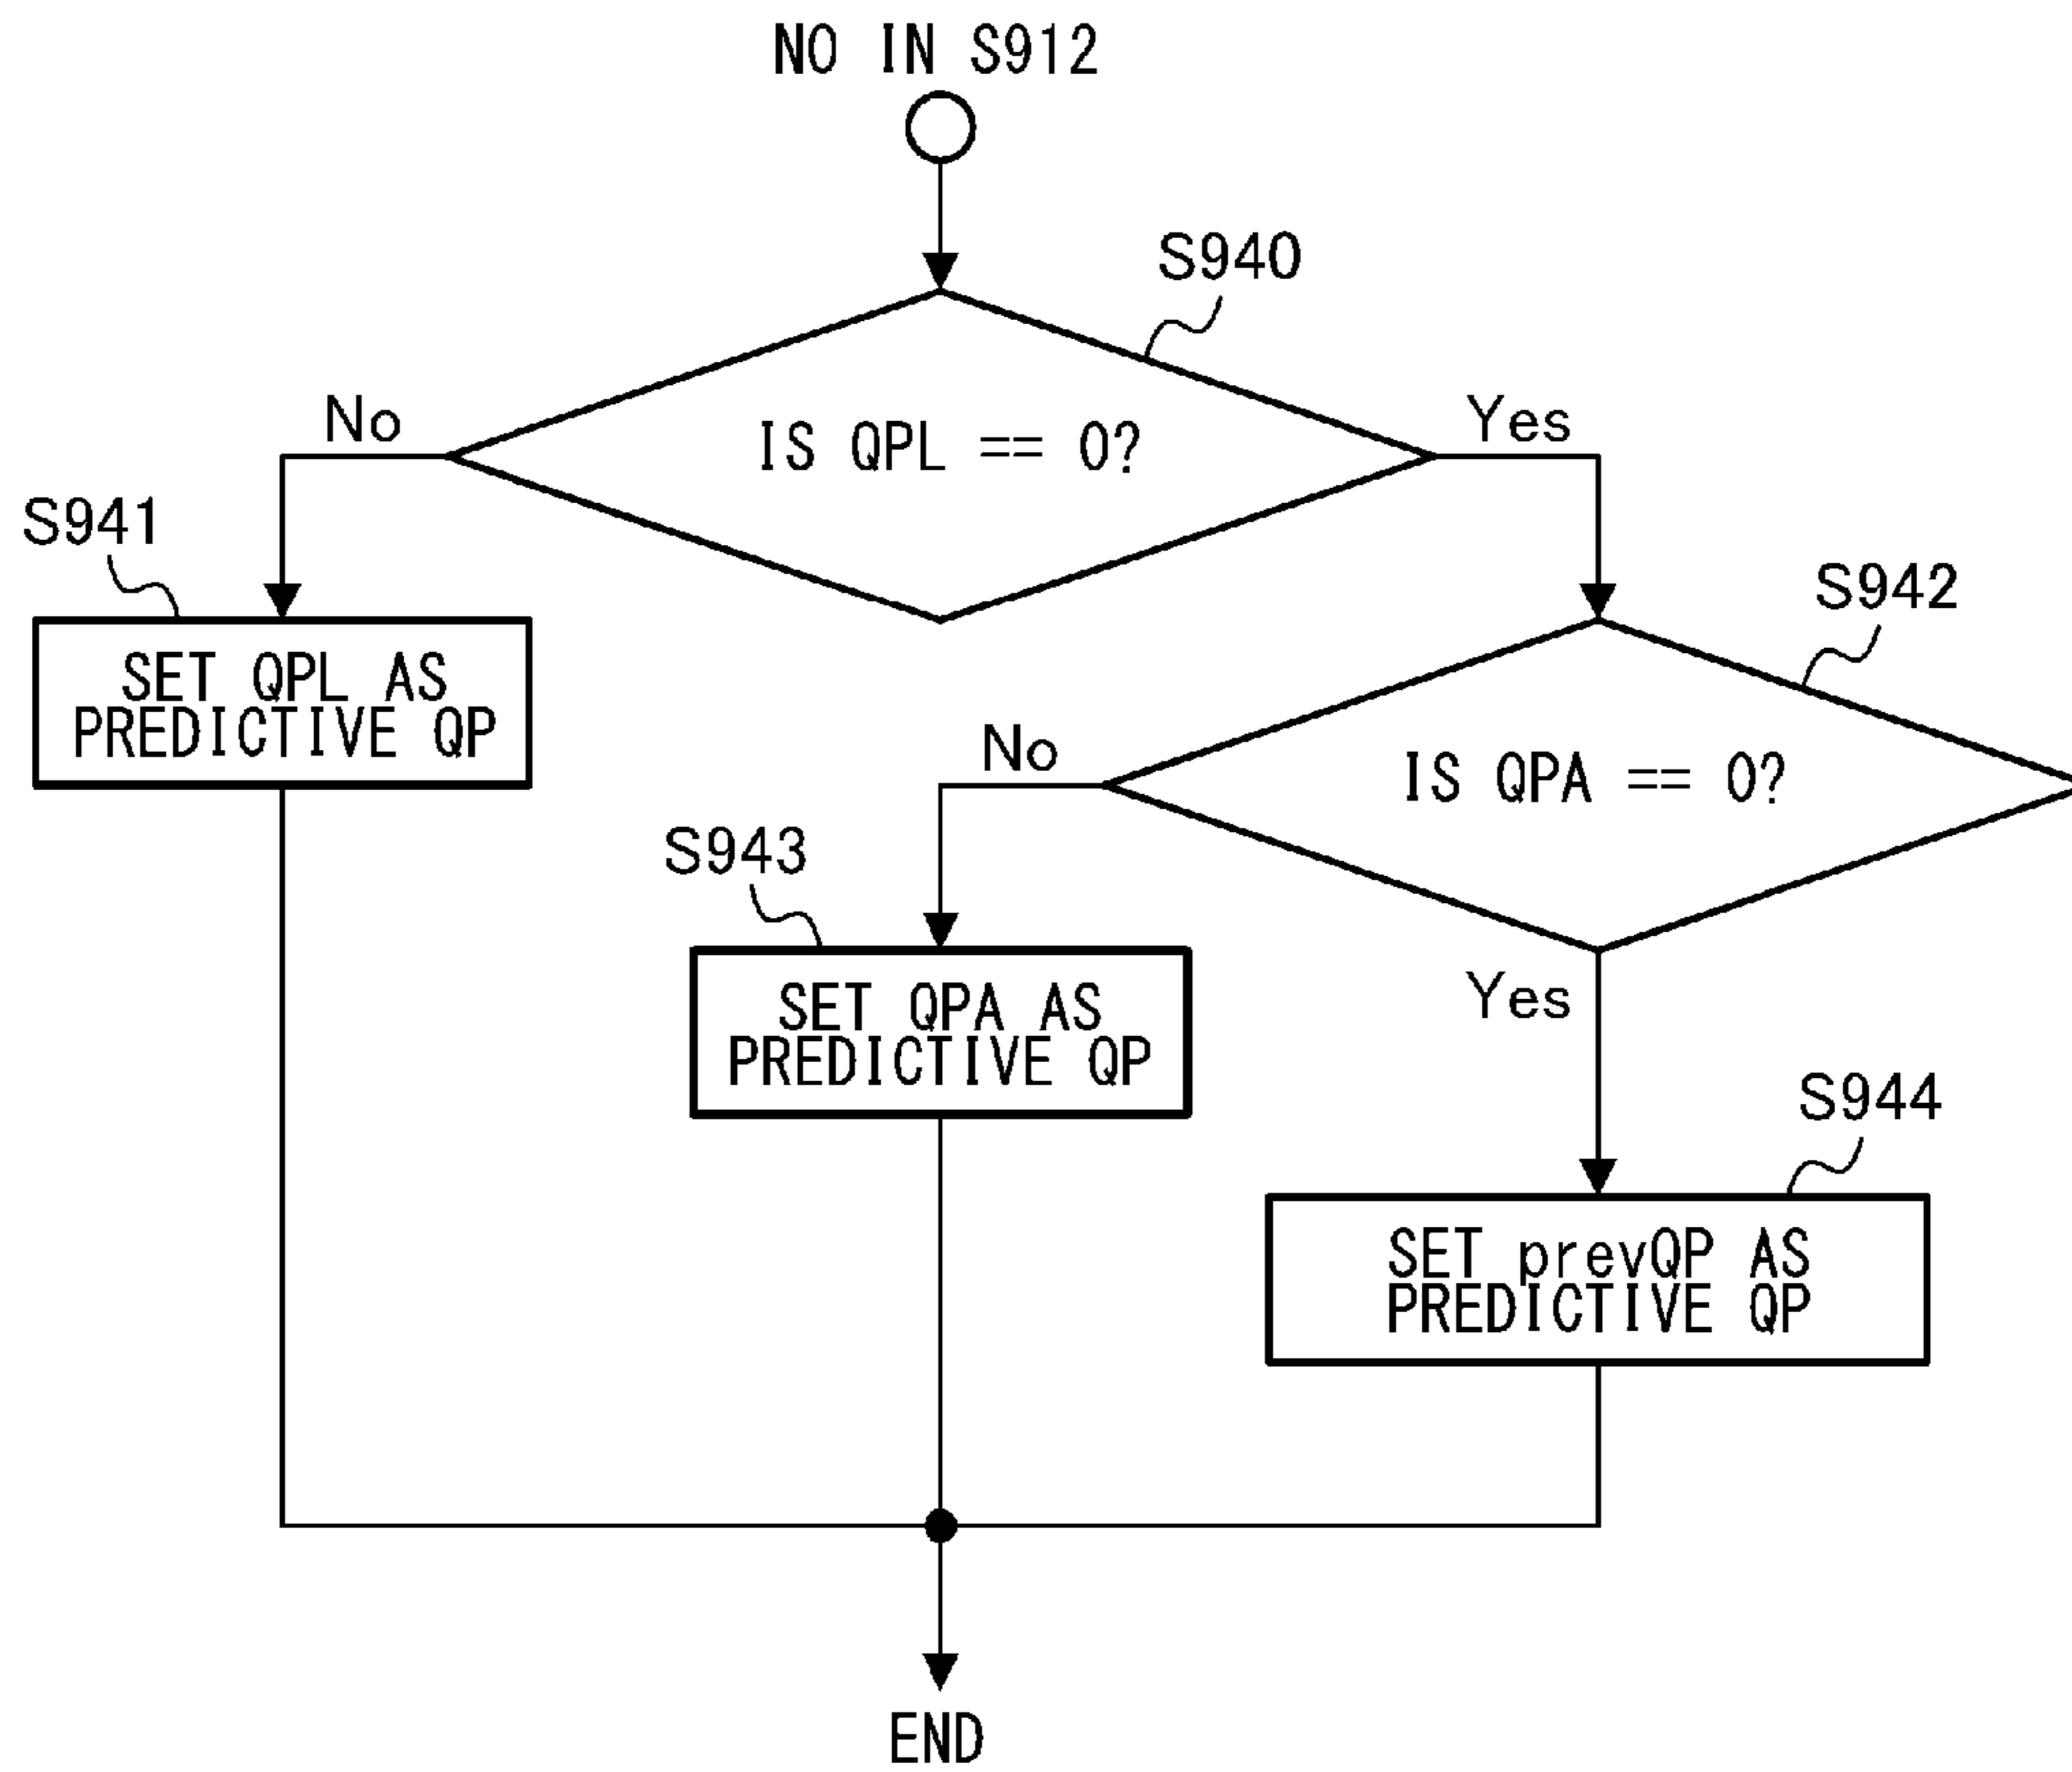 NO IN S912
S940
IS QPL == 0?
No
Yes
S941
SET QPL AS
PREDICTIVE QP
S942
IS QPA == 0?
No
Yes
S943
SET QPA AS
PREDICTIVE QP
S944
SET prevQP AS
PREDICTIVE QP
END